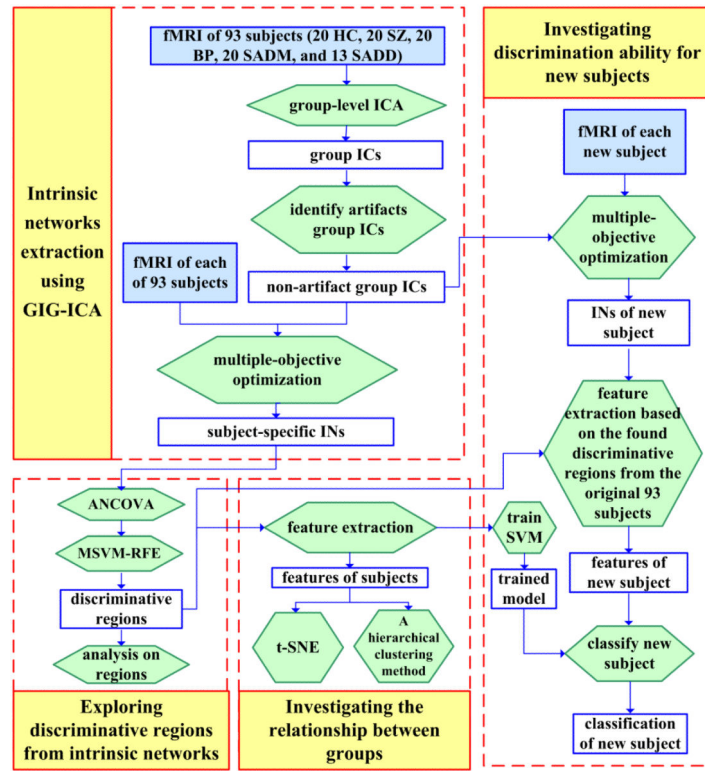 fMRI of 93 subjects (20 HC, 20 SZ, 20
BP, 20 SADM, and 13 SADD)
group-level ICA
group ICs
identify artifacts
group ICs
fMRI of each
of 93 subjects
non-artifact group ICs
multiple-objective
optimization
subject-specific INs
Intrinsic
networks
extraction
using
GIG-ICA
Investigating
discrimination ability for
new subjects
fMRI of each
new subject
multiple-
objective
optimization
INs of new
subject
feature
extraction based
on the found
discriminative
regions from the
original 93
subjects
features of
new subject
classify new
subject
classification
of new subject
ANCOVA
MSVM-RFE
discriminative
regions
analysis on
regions
Exploring
discriminative regions
from intrinsic networks
feature extraction
features of subjects
t-SNE
A
hierarchical
clustering
method
Investigating the
relationship between
groups
train
SVM
trained
model